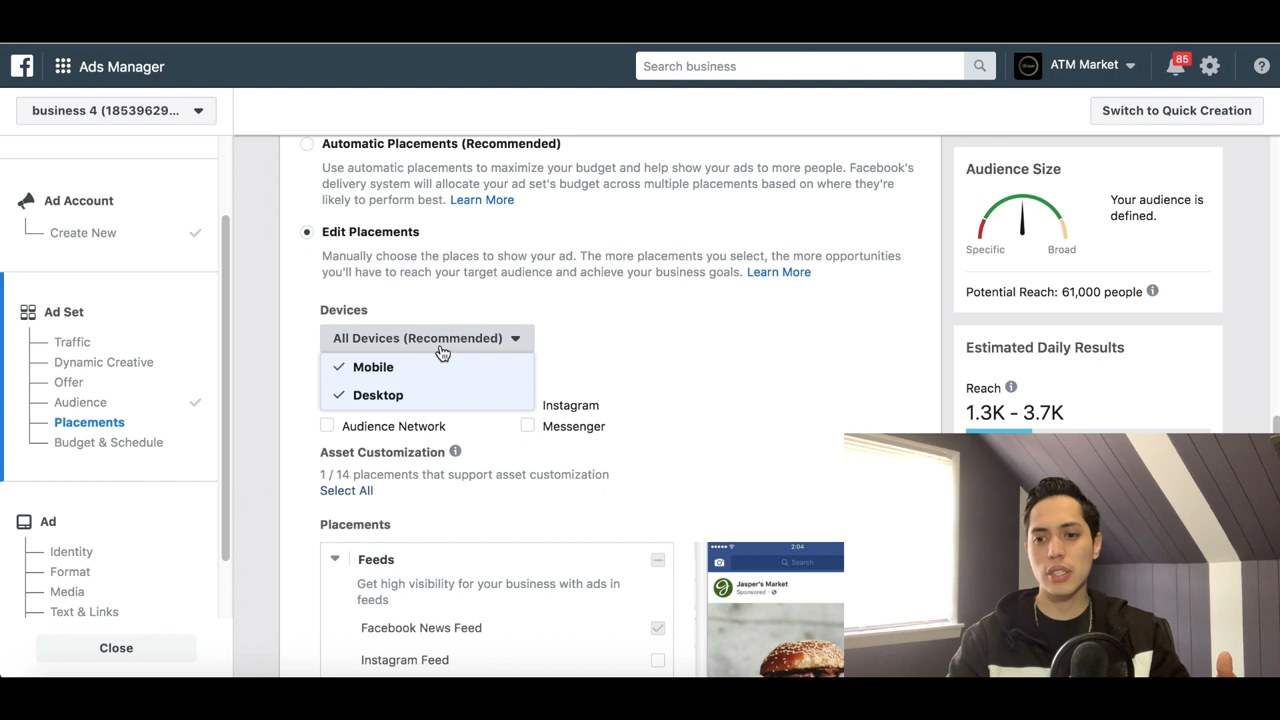 Ads Manager
Search business
ATM Market
85
business 4 (18539629...
Switch to Quick Creation
Ad Account
Create New
Ad Set
Traffic
Dynamic Creative
Offer
Audience
Placements
Budget & Schedule
Ad
Identity
Format
Media
Text & Links
Close
Automatic Placements (Recommended)
Use automatic placements to maximize your budget and help show your ads to more people. Facebook's
delivery system will allocate your ad set's budget across multiple placements based on where they're
likely to perform best. Learn More
Edit Placements
Manually choose the places to show your ad. The more placements you select, the more opportunities
you'll have to reach your target audience and achieve your business goals. Learn More
Devices
All Devices (Recommended)
Mobile
Desktop
Instagram
Audience Network
Messenger
Asset Customization
1 / 14 placements that support asset customization
Select All
Placements
Feeds
Get high visibility for your business with ads in
feeds
Facebook News Feed
Instagram Feed
2:04
Search
Jasper's Market
Sponsored
Audience Size
Specific
Broad
Your audience is
defined.
Potential Reach: 61,000 people
Estimated Daily Results
Reach
1.3K - 3.7K